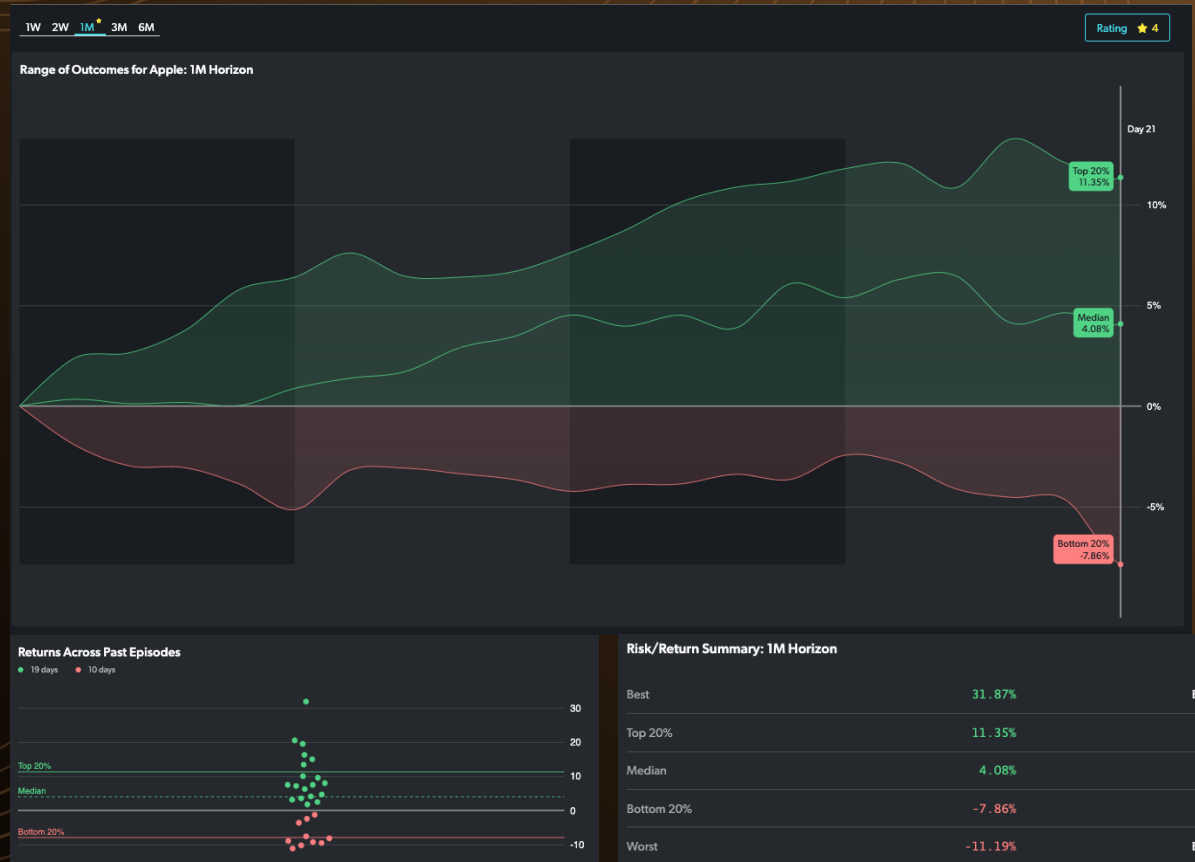 1W 2W 1M 3M 6M
Rating 4
Range of Outcomes for Apple: 1M Horizon
Day 21
Top 20%
11.35%
10%
5%
Median
4.08%
0%
-5%
Bottom 20%
-7.86%
Returns Across Past Episodes
19 days 10 days
30
20
Top 20%
10
Median
0
Bottom 20%
-10
Risk/Return Summary: 1M Horizon
Best 31.87%
Top 20% 11.35%
Median 4.08%
Bottom 20% -7.86%
Worst -11.19%